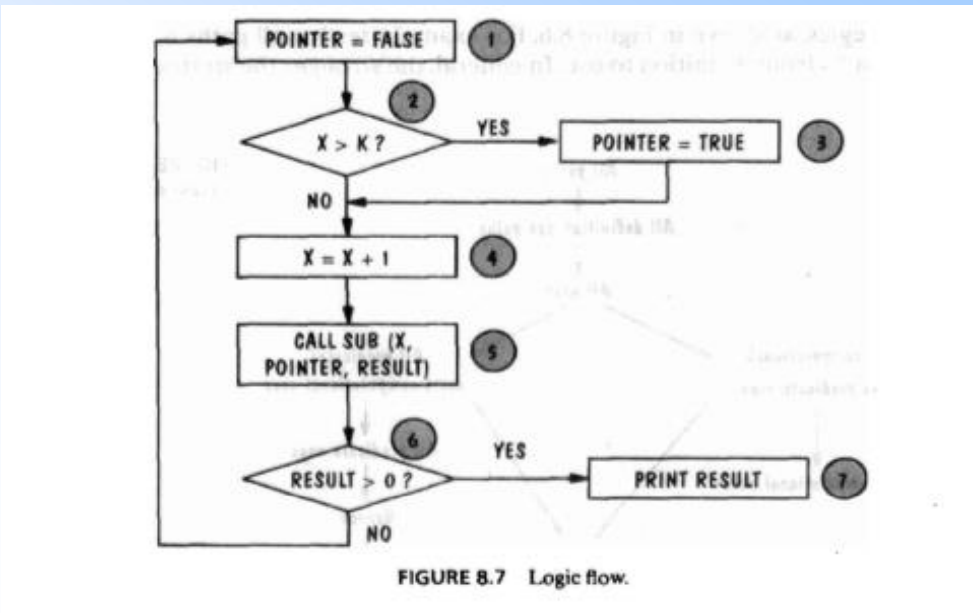 POINTER = FALSE
1
2
X > K ?
YES
POINTER = TRUE
3
NO
X = X + 1
4
CALL SUB (X,
POINTER, RESULT)
5
6
RESULT > 0 ?
YES
PRINT RESULT
7
NO
FIGURE 8.7 Logic flow.